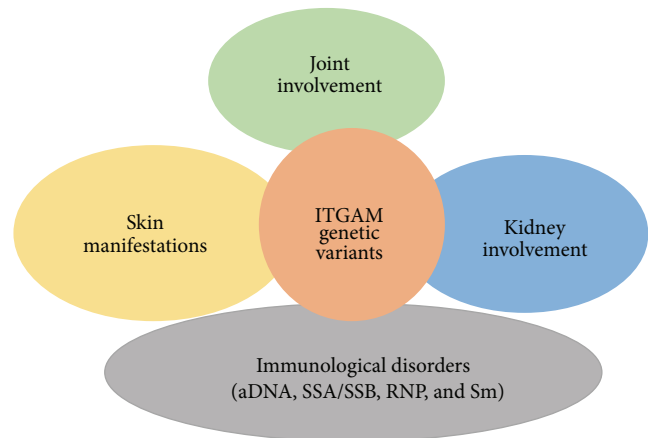 Joint
involvement
Skin
manifestations
ITGAM
genetic
variants
Kidney
involvement
Immunological disorders
(aDNA, SSA/SSB, RNP, and Sm)